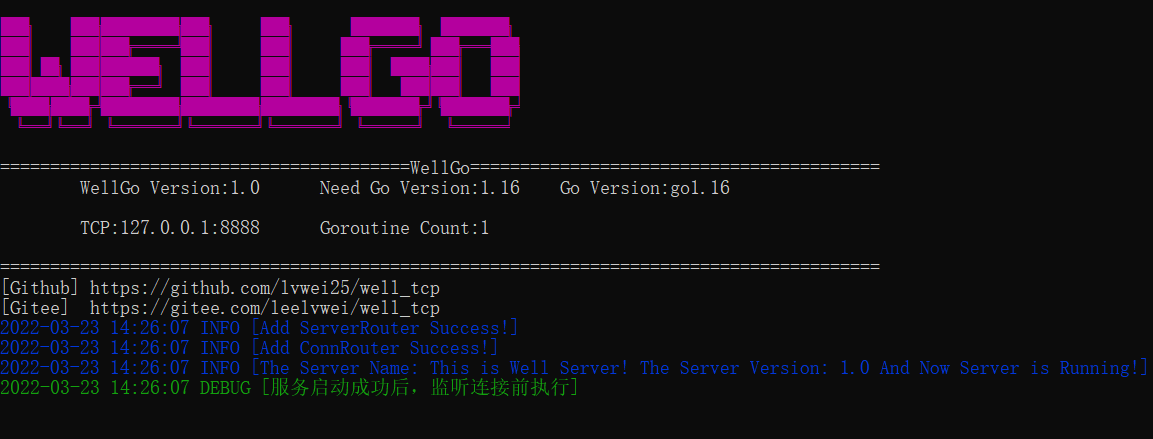 WELLGO
=========================================WellGo=========================================
WellGo Version:1.0 Need Go Version:1.16 Go Version:go1.16
TCP:127.0.0.1:8888 Goroutine Count:1
========================================================================================
[Github] https://github.com/lvwei25/well_tcp
[Gitee] https://gitee.com/leelvwei/well_tcp
2022-03-23 14:26:07 INFO [Add ServerRouter Success!]
2022-03-23 14:26:07 INFO [Add ConnRouter Success!]
2022-03-23 14:26:07 INFO [The Server Name: This is Well Server! The Server Version: 1.0 And Now Server is Running!]
2022-03-23 14:26:07 DEBUG [服务启动成功后，监听连接前执行]